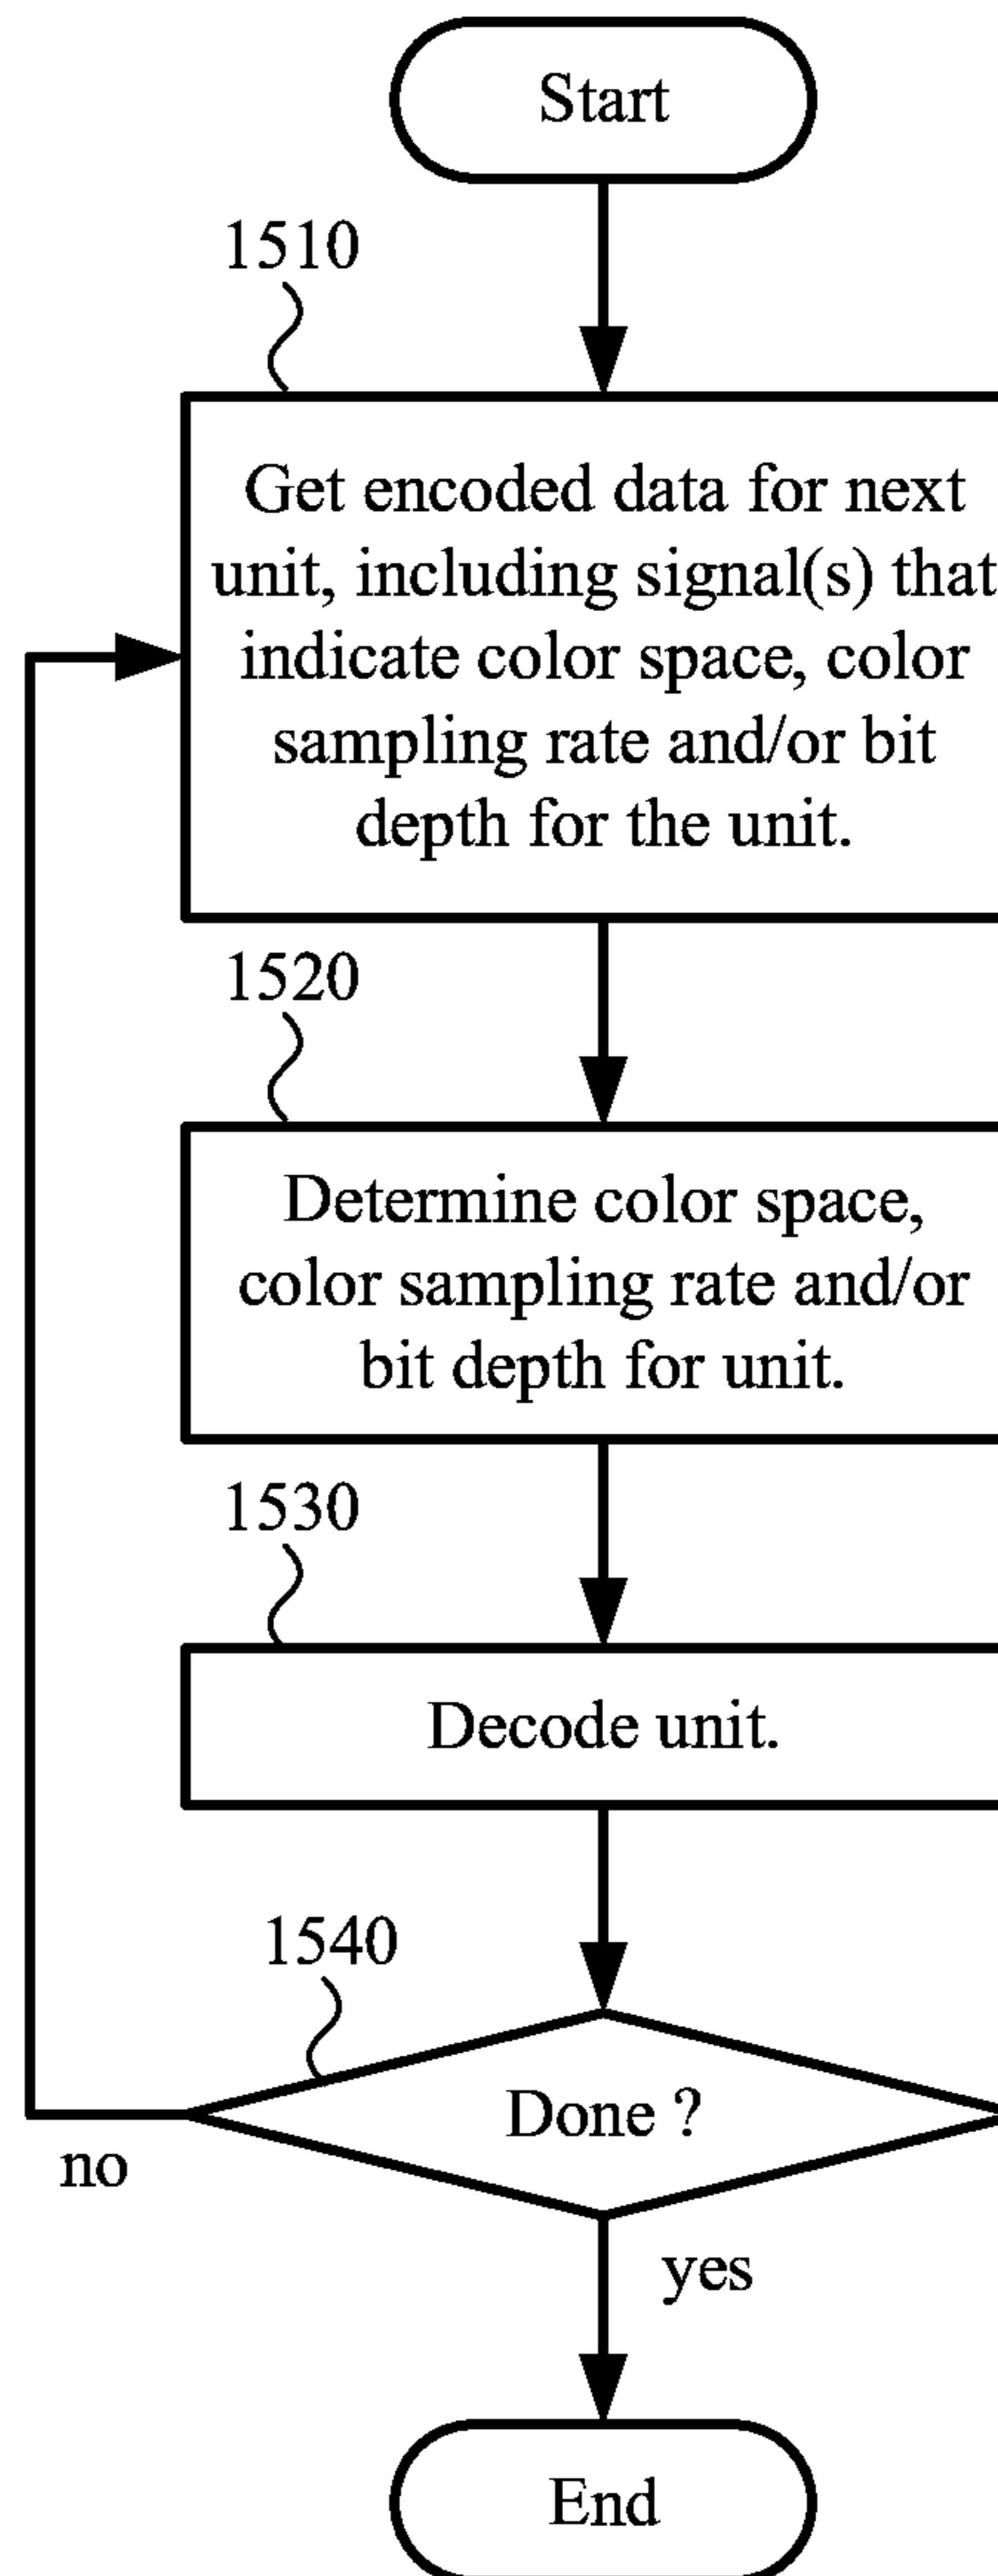 Start
1510
Get encoded data for next
unit, including signal(s) that
indicate color space, color
sampling rate and/or bit
depth for the unit.
1520
Determine color space,
color sampling rate and/or
bit depth for unit.
1530
Decode unit.
1540
Done ?
no
yes
End